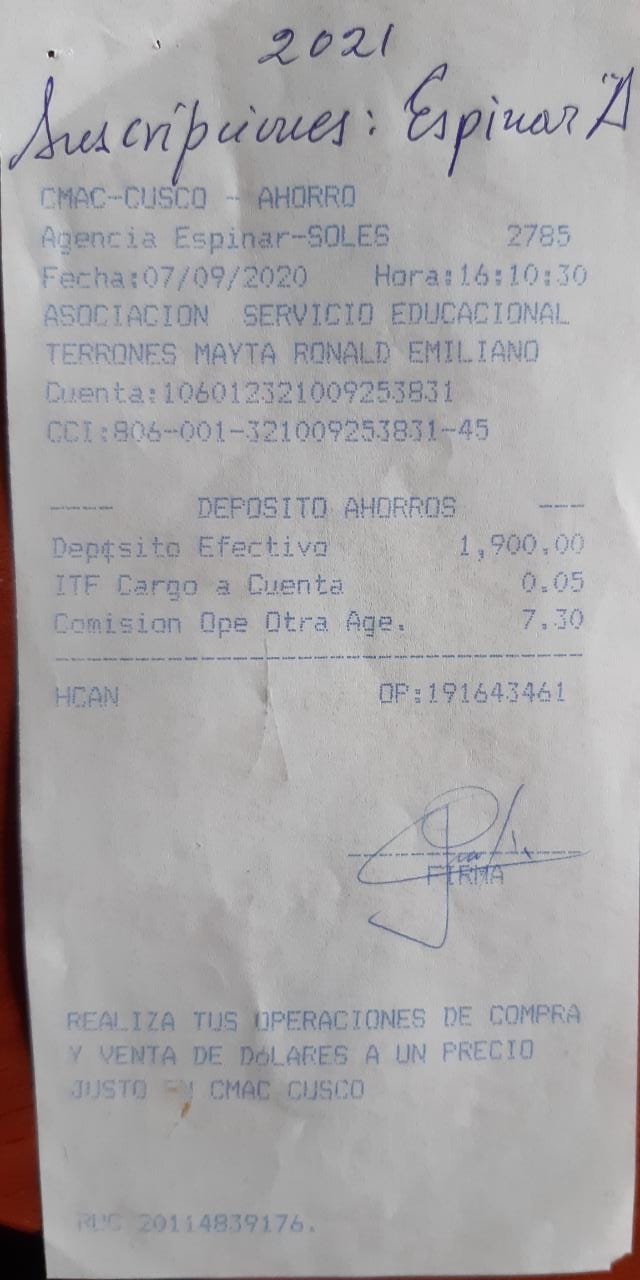 2021
Suscripciones: Espinar "A
CMAC-CUSCO - AHORRO
Agencia Espinar-SOLES 2785
Fecha:07/09/2020 Hora:16:10:30
ASOCIACION SERVICIO EDUCACIONAL
TERRONES MAYTA RONALD EMILIANO
Cuenta:106012321009253831
CCI:806-001-321009253831-45
---- DEPOSITO AHORROS ---
Dep¢sito Efectivo 1,900.00
ITF Cargo a Cuenta 0.05
Comision Ope Otra Age. 7.30
HCAN OP:191643461
FIRMA
REALIZA TUS OPERACIONES DE COMPRA
Y VENTA DE DóLARES A UN PRECIO
JUSTO EN CMAC CUSCO
RUC 20114839176.